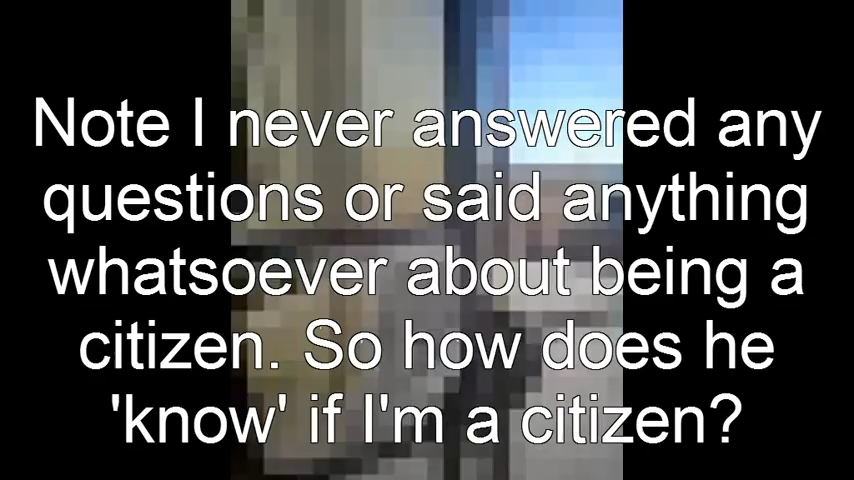 Note I never answered any
questions or said anything
whatsoever about being a
citizen. So how does he
'know' if I'm a citizen?